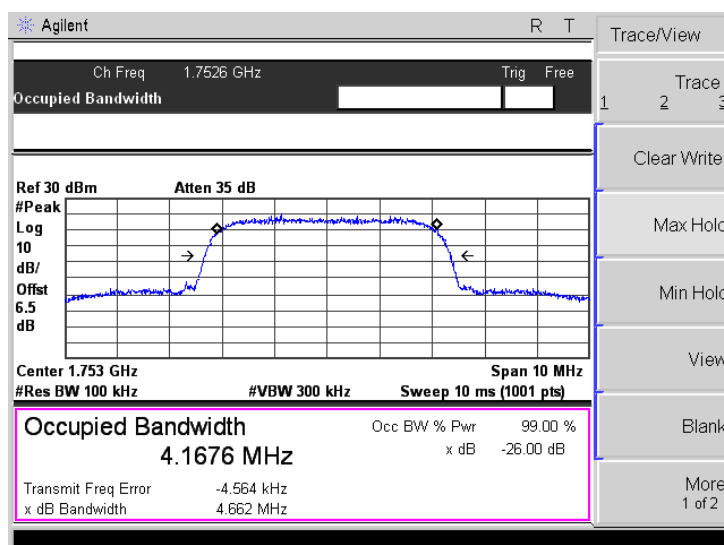 Agilent R T
Trace/View
Ch Freq 1.7526 GHz Trig Free
Occupied Bandwidth
Trace
1 2 3
Clear Write
Ref 30 dBm Atten 35 dB
#Peak
Log
10
dB/
Offst
6.5
dB
Max Hold
Min Hold
View
Center 1.753 GHz Span 10 MHz
#Res BW 100 kHz #VBW 300 kHz Sweep 10 ms (1001 pts)
Occupied Bandwidth
4.1676 MHz
Occ BW % Pwr 99.00 %
x dB -26.00 dB
Transmit Freq Error -4.564 kHz
x dB Bandwidth 4.662 MHz
Blank
More
1 of 2